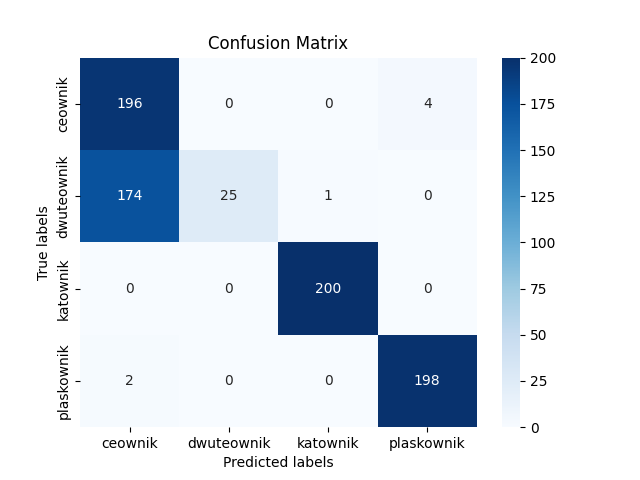 Confusion Matrix
True labels
ceownik
dwuteownik
katownik
plaskownik
196 0 0 4
174 25 1 0
0 0 200 0
2 0 0 198
ceownik dwuteownik katownik plaskownik
Predicted labels
200
175
150
125
100
75
50
25
0